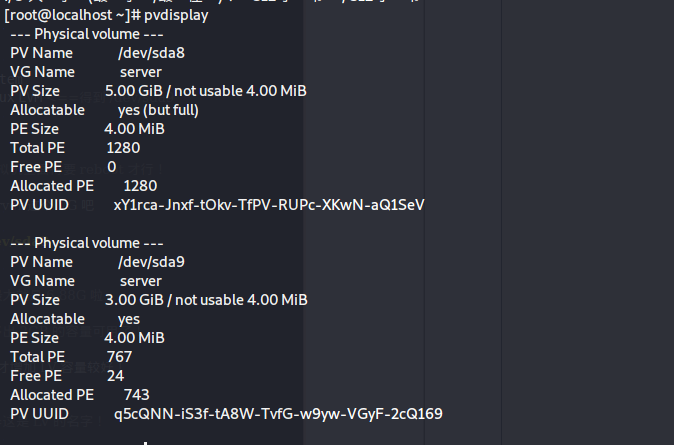 [root@localhost ~]# pvdisplay
--- Physical volume ---
PV Name /dev/sda8
VG Name server
PV Size 5.00 GiB / not usable 4.00 MiB
Allocatable yes (but full)
PE Size 4.00 MiB
Total PE 1280
Free PE 0
Allocated PE 1280
PV UUID xY1rca-Jnxf-tOkv-TfPV-RUPc-XKwN-aQ1SeV
--- Physical volume ---
PV Name /dev/sda9
VG Name server
PV Size 3.00 GiB / not usable 4.00 MiB
Allocatable yes
PE Size 4.00 MiB
Total PE 767
Free PE 24
Allocated PE 743
PV UUID q5cQNN-iS3f-tA8W-TvfG-w9yw-VGyF-2cQ169